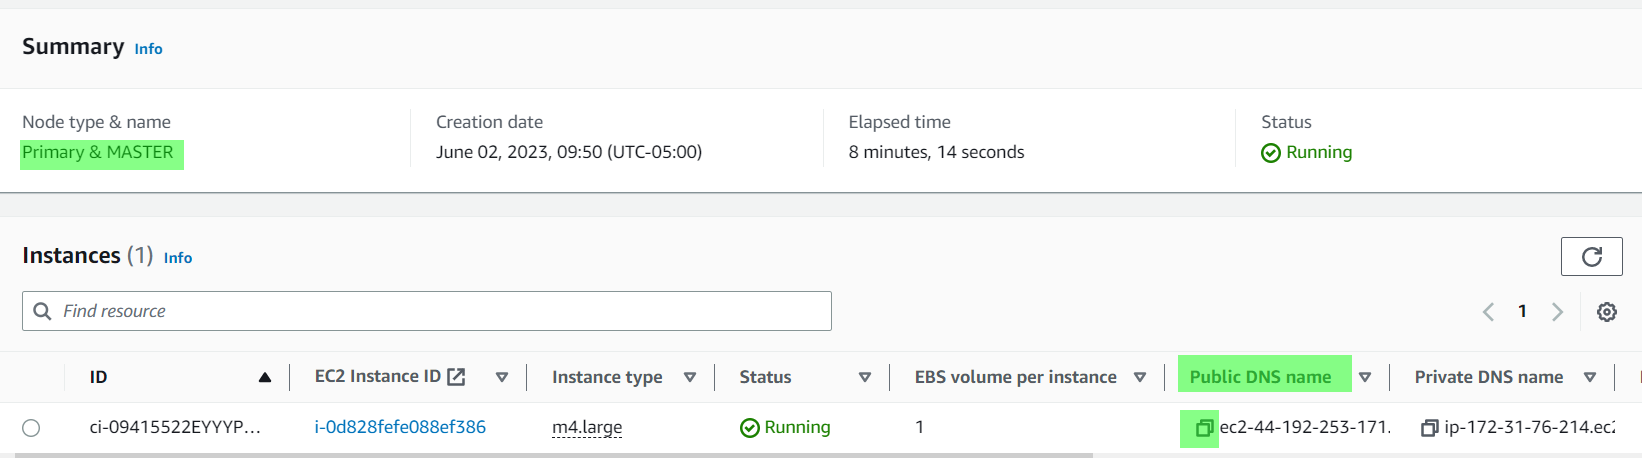 Summary Info
Node type & name
Primary & MASTER
Creation date
June 02, 2023, 09:50 (UTC-05:00)
Elapsed time
8 minutes, 14 seconds
Status
Running
Instances (1) Info
Find resource
1
ID EC2 Instance ID Instance type Status EBS volume per instance Public DNS name Private DNS name
ci-09415522EYYYP… i-0d828fefe088ef386 m4.large Running 1 ec2-44-192-253-171. ip-172-31-76-214.ec2